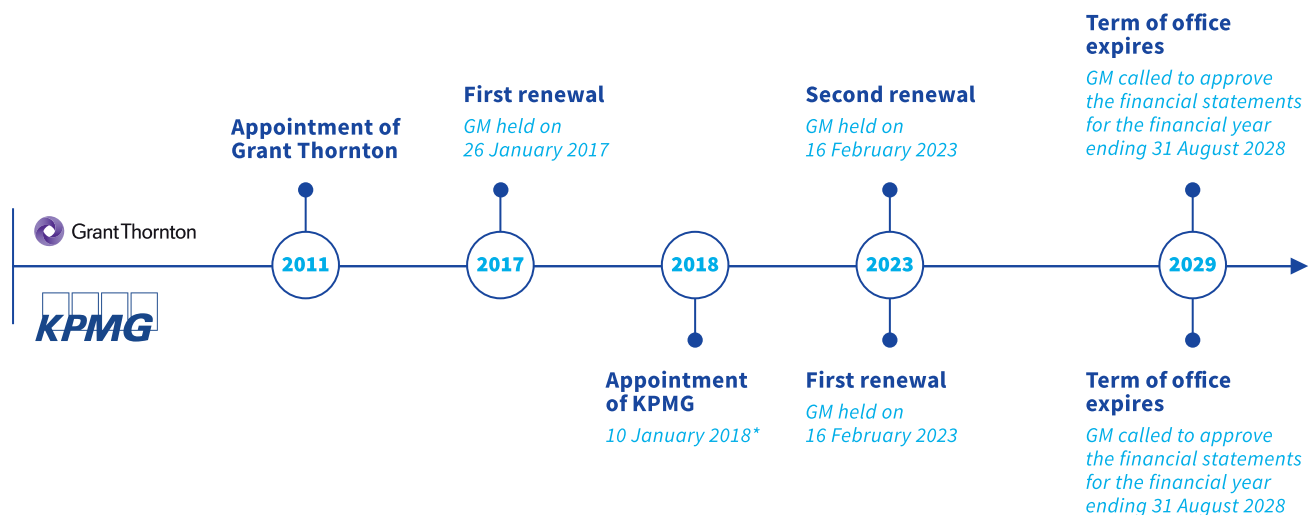 Term of office
expires
GM called to approve
the financial statements
for the financial year
ending 31 August 2028
First renewal
GM held on
26 January 2017
Second renewal
GM held on
16 February 2023
Appointment of
Grant Thornton
Grant Thornton
2011
2017
2018
2023
2029
KPMG
Appointment
of KPMG
10 January 2018*
First renewal
GM held on
16 February 2023
Term of office
expires
GM called to approve
the financial statements
for the financial year
ending 31 August 2028